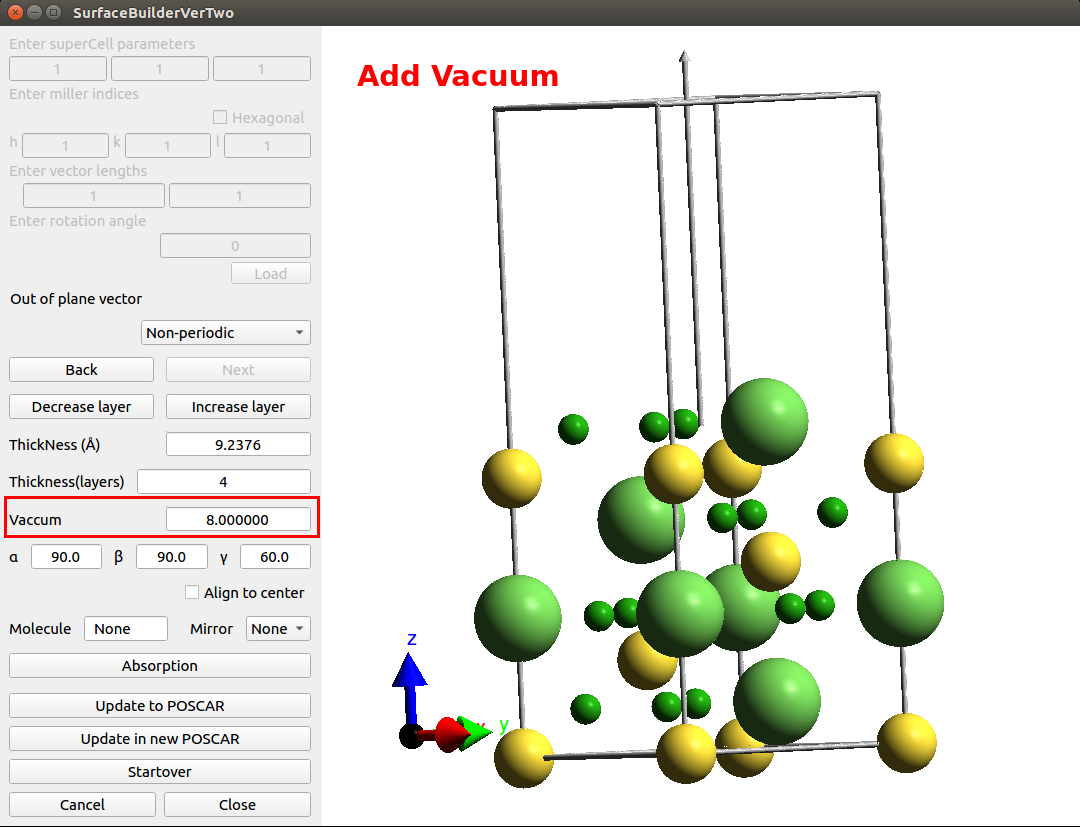 SurfaceBuilderVerTwo
Enter superCell parameters
1 1 1
Enter miller indices
Hexagonal
h 1 k 1 l 1
Enter vector lengths
1 1
Enter rotation angle
0
Load
Out of plane vector
Non-periodic
Back Next
Decrease layer Increase layer
ThickNess (Å) 9.2376
Thickness(layers) 4
Vaccum 8.000000
α 90.0 β 90.0 γ 60.0
Align to center
Molecule None Mirror None
Absorption
Update to POSCAR
Update in new POSCAR
Startover
Cancel Close
Add Vacuum
z
x y